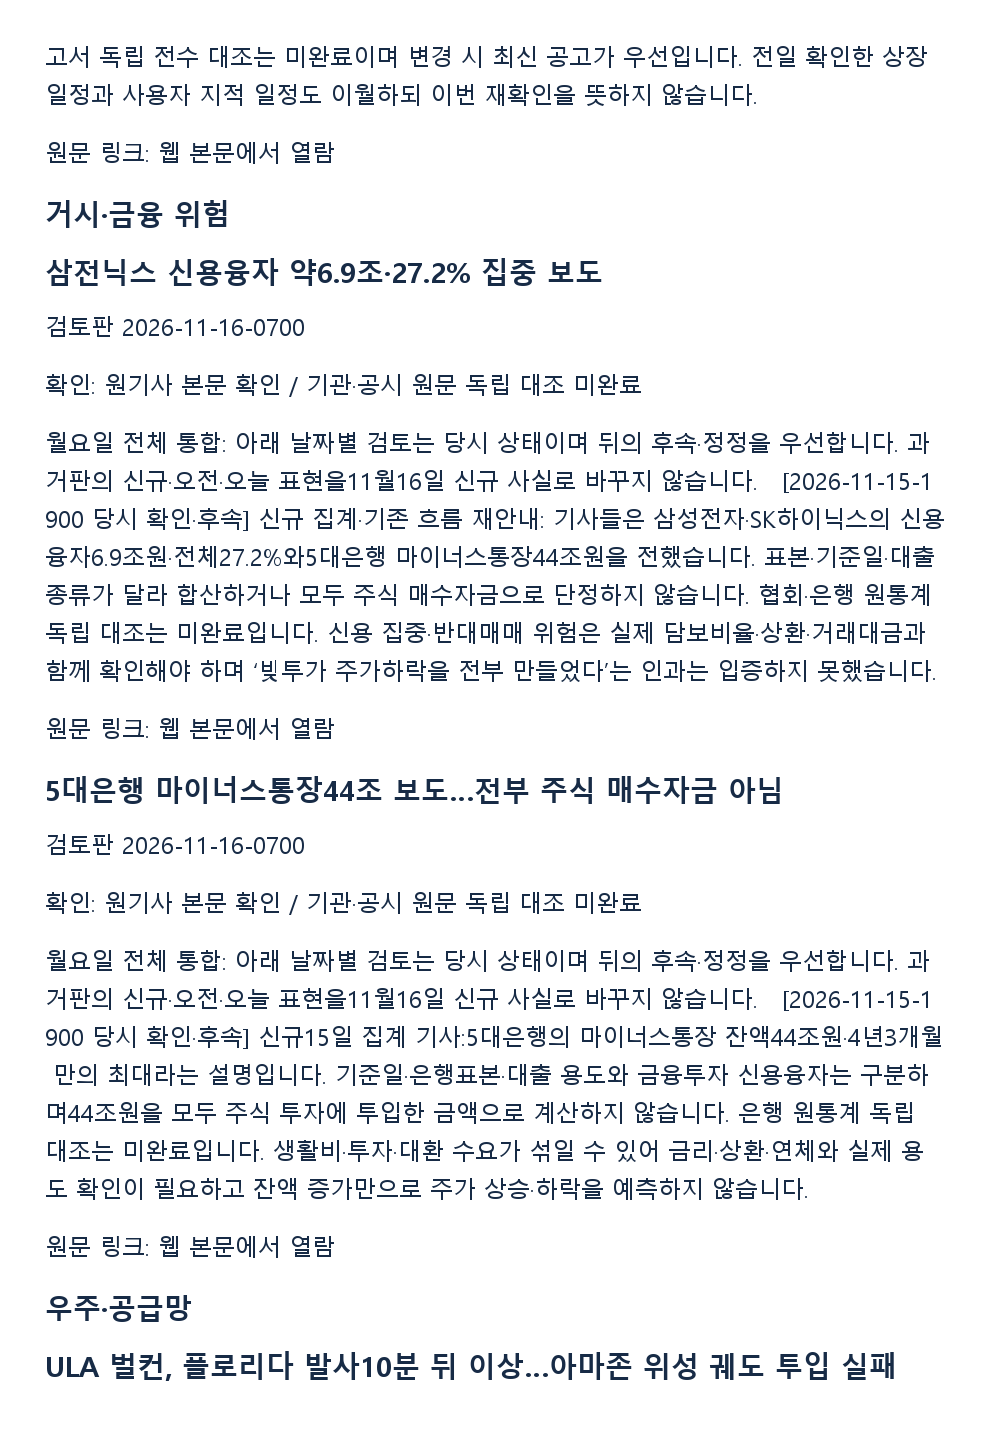 고서 독립 전수 대조는 미완료이며 변경 시 최신 공고가 우선입니다. 전일 확인한 상장
일정과 사용자 지적 일정도 이월하되 이번 재확인을 뜻하지 않습니다.
원문 링크: 웹 본문에서 열람
거시·금융 위험
삼전닉스 신용융자 약6.9조·27.2% 집중 보도
검토판 2026-11-16-0700
확인: 원기사 본문 확인 / 기관·공시 원문 독립 대조 미완료
월요일 전체 통합: 아래 날짜별 검토는 당시 상태이며 뒤의 후속·정정을 우선합니다. 과
거판의 신규·오전·오늘 표현을11월16일 신규 사실로 바꾸지 않습니다. [2026-11-15-1
900 당시 확인·후속] 신규 집계·기존 흐름 재안내: 기사들은 삼성전자·SK하이닉스의 신용
융자6.9조원·전체27.2%와5대은행 마이너스통장44조원을 전했습니다. 표본·기준일·대출
종류가 달라 합산하거나 모두 주식 매수자금으로 단정하지 않습니다. 협회·은행 원통계
독립 대조는 미완료입니다. 신용 집중·반대매매 위험은 실제 담보비율·상환·거래대금과
함께 확인해야 하며 ‘빚투가 주가하락을 전부 만들었다’는 인과는 입증하지 못했습니다.
원문 링크: 웹 본문에서 열람
5대은행 마이너스통장44조 보도…전부 주식 매수자금 아님
검토판 2026-11-16-0700
확인: 원기사 본문 확인 / 기관·공시 원문 독립 대조 미완료
월요일 전체 통합: 아래 날짜별 검토는 당시 상태이며 뒤의 후속·정정을 우선합니다. 과
거판의 신규·오전·오늘 표현을11월16일 신규 사실로 바꾸지 않습니다. [2026-11-15-1
900 당시 확인·후속] 신규15일 집계 기사:5대은행의 마이너스통장 잔액44조원·4년3개월
만의 최대라는 설명입니다. 기준일·은행표본·대출 용도와 금융투자 신용융자는 구분하
며44조원을 모두 주식 투자에 투입한 금액으로 계산하지 않습니다. 은행 원통계 독립
대조는 미완료입니다. 생활비·투자·대환 수요가 섞일 수 있어 금리·상환·연체와 실제 용
도 확인이 필요하고 잔액 증가만으로 주가 상승·하락을 예측하지 않습니다.
원문 링크: 웹 본문에서 열람
우주·공급망
ULA 벌컨, 플로리다 발사10분 뒤 이상…아마존 위성 궤도 투입 실패